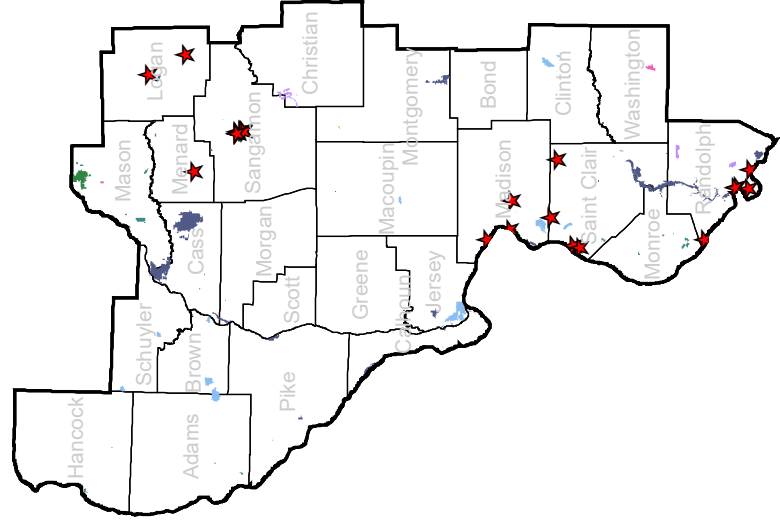 Christian
Logan
Montgomery
Bond
Clinton
Washington
Sangamon
Mason
Menard
Macoupin
Madison
Saint Clair
Randolph
Cass
Morgan
Monroe
Scott
Greene
Calhoun
Jersey
Schuyler
Brown
Pike
Hancock
Adams